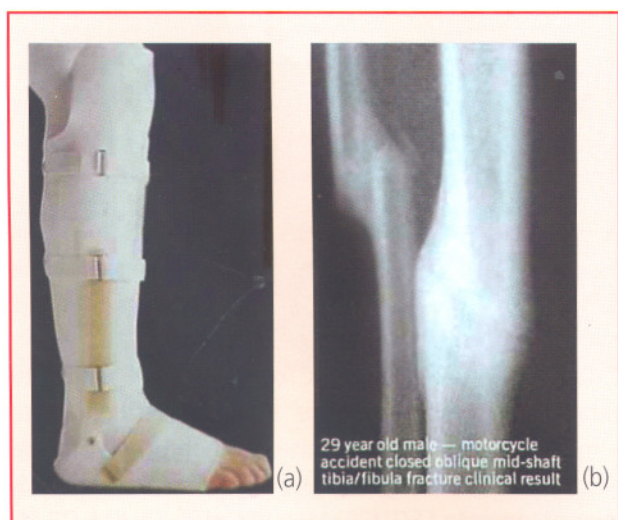 (a)
29 year old male — motorcycle
accident closed oblique mid-shaft
tibia/fibula fracture clinical result
(b)